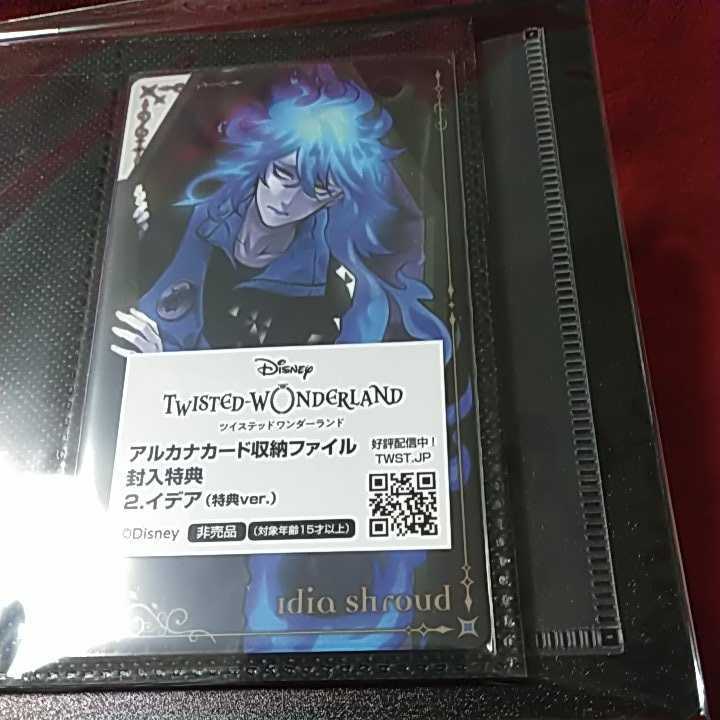 Disney
TWISTED-WONDERLAND
ツイステッドワンダーランド
アルカナカード収納ファイル
封入特典
2.イデア(特典ver.)
好評配信中!
TWST.JP
©Disney 非売品 (対象年齢15才以上)
idia shroud